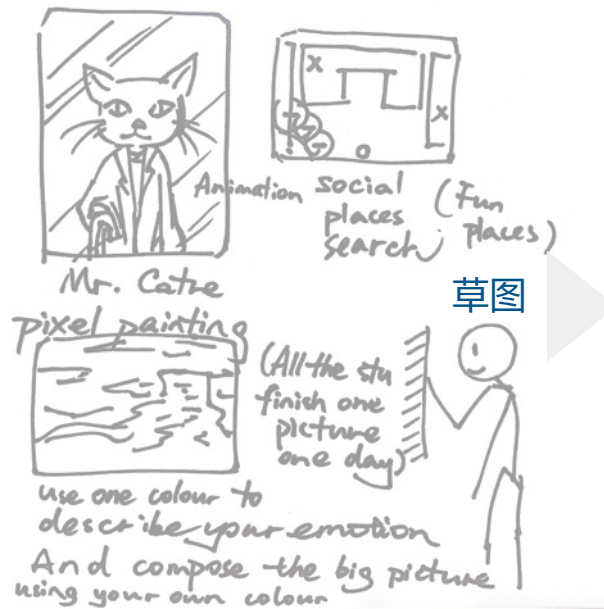 Animation
social
places
search
(Fun
places)
Mr. Catre
草图
pixel painting
(All the stu
finish one
picture
one day)
use one colour to
describe your emotion
And compose the big picture
using your own colour